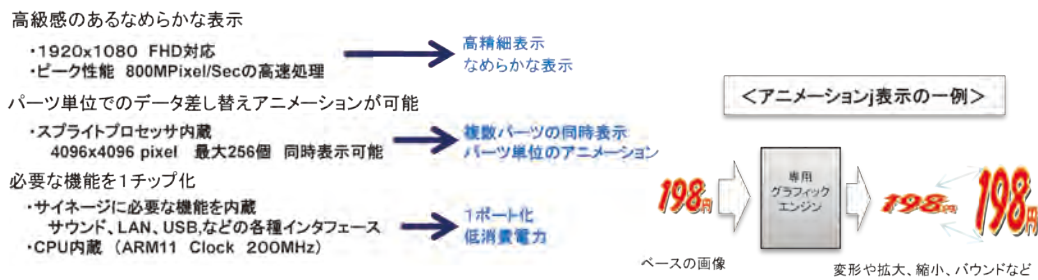 高級感のあるなめらかな表示
・1920x1080 FHD対応
・ピーク性能 800MPixel/Secの高速処理
高精細表示
なめらかな表示
パーツ単位でのデータ差し替えアニメーションが可能
・スプライトプロセッサ内蔵
4096x4096 pixel 最大256個 同時表示可能
複数パーツの同時表示
パーツ単位のアニメーション
必要な機能を1チップ化
・サイネージに必要な機能を内蔵
サウンド、LAN、USB,などの各種インタフェース
・CPU内蔵 (ARM11 Clock 200MHz)
1ポート化
低消費電力
<アニメーションj表示の一例>
198円
専用
グラフィック
エンジン
198円
198円
ベースの画像
変形や拡大、縮小、バウンドなど